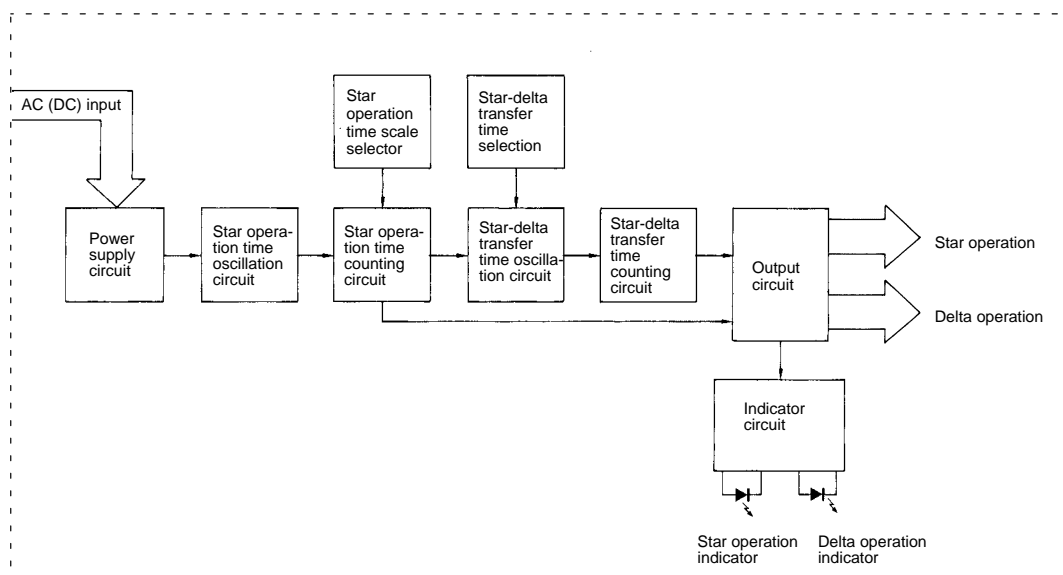 AC (DC) input
Star
operation
time scale
selector
Star-delta
transfer
time
selection
Power
supply
circuit
Star opera-
tion time
oscillation
circuit
Star opera-
tion time
counting
circuit
Star-delta
transfer
time oscilla-
tion circuit
Star-delta
transfer
time
counting
circuit
Output
circuit
Star operation
Delta operation
Indicator
circuit
Star operation
indicator
Delta operation
indicator